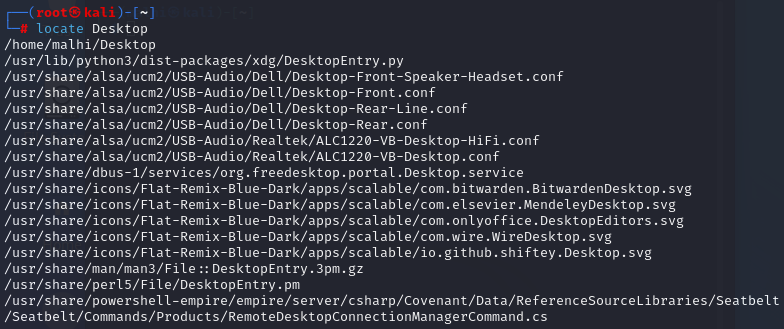 ┌──(root㉿kali)-[~]
└─# locate Desktop
/home/malhi/Desktop
/usr/lib/python3/dist-packages/xdg/DesktopEntry.py
/usr/share/alsa/ucm2/USB-Audio/Dell/Desktop-Front-Speaker-Headset.conf
/usr/share/alsa/ucm2/USB-Audio/Dell/Desktop-Front.conf
/usr/share/alsa/ucm2/USB-Audio/Dell/Desktop-Rear-Line.conf
/usr/share/alsa/ucm2/USB-Audio/Dell/Desktop-Rear.conf
/usr/share/alsa/ucm2/USB-Audio/Realtek/ALC1220-VB-Desktop-HiFi.conf
/usr/share/alsa/ucm2/USB-Audio/Realtek/ALC1220-VB-Desktop.conf
/usr/share/dbus-1/services/org.freedesktop.portal.Desktop.service
/usr/share/icons/Flat-Remix-Blue-Dark/apps/scalable/com.bitwarden.BitwardenDesktop.svg
/usr/share/icons/Flat-Remix-Blue-Dark/apps/scalable/com.elsevier.MendeleyDesktop.svg
/usr/share/icons/Flat-Remix-Blue-Dark/apps/scalable/com.onlyoffice.DesktopEditors.svg
/usr/share/icons/Flat-Remix-Blue-Dark/apps/scalable/com.wire.WireDesktop.svg
/usr/share/icons/Flat-Remix-Blue-Dark/apps/scalable/io.github.shiftey.Desktop.svg
/usr/share/man/man3/File::DesktopEntry.3pm.gz
/usr/share/perl5/File/DesktopEntry.pm
/usr/share/powershell-empire/empire/server/csharp/Covenant/Data/ReferenceSourceLibraries/Seatbelt
/Seatbelt/Commands/Products/RemoteDesktopConnectionManagerCommand.cs